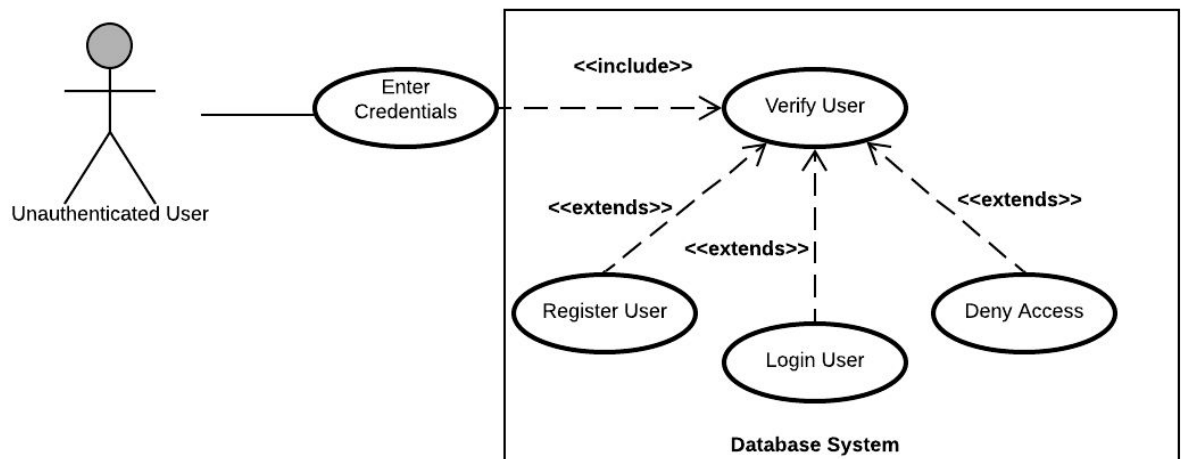 <<include>>
Enter
Credentials
Verify User
Unauthenticated User
<<extends>>
<<extends>>
<<extends>>
Register User
Login User
Deny Access
Database System